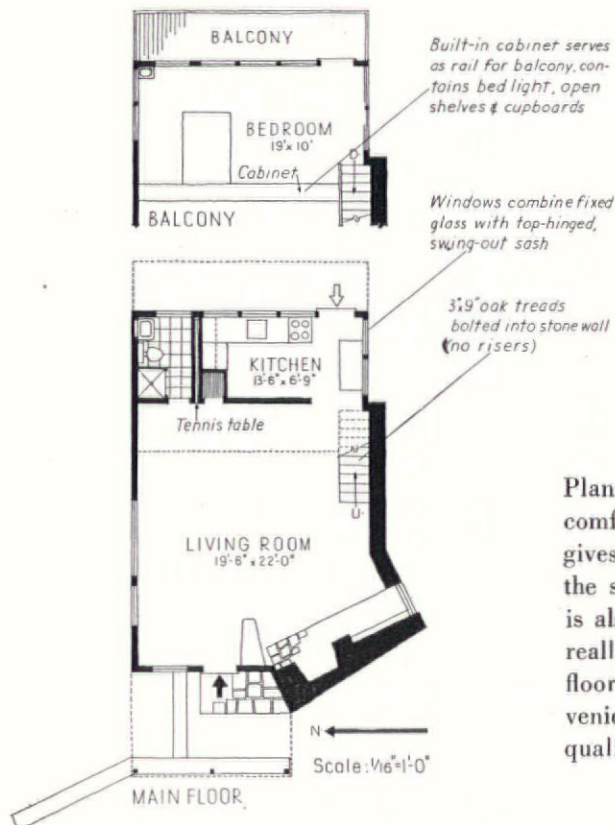 BALCONY
Built-in cabinet serves
as rail for balcony, con-
tains bed light, open
shelves & cupboards
BEDROOM
19'x 10'
Cabinet
D
BALCONY
Windows combine fixed
glass with top-hinged,
swing-out sash
3"x9" oak treads
bolted into stone wall
(no risers)
KITCHEN
13'-6" x 6'-9"
Tennis table
U
LIVING ROOM
19'-6" x 22'-0"
N
Scale: 1/16"=1'-0"
MAIN FLOOR
Plan
comf
gives
the s
is al
reall
floor
venie
quali